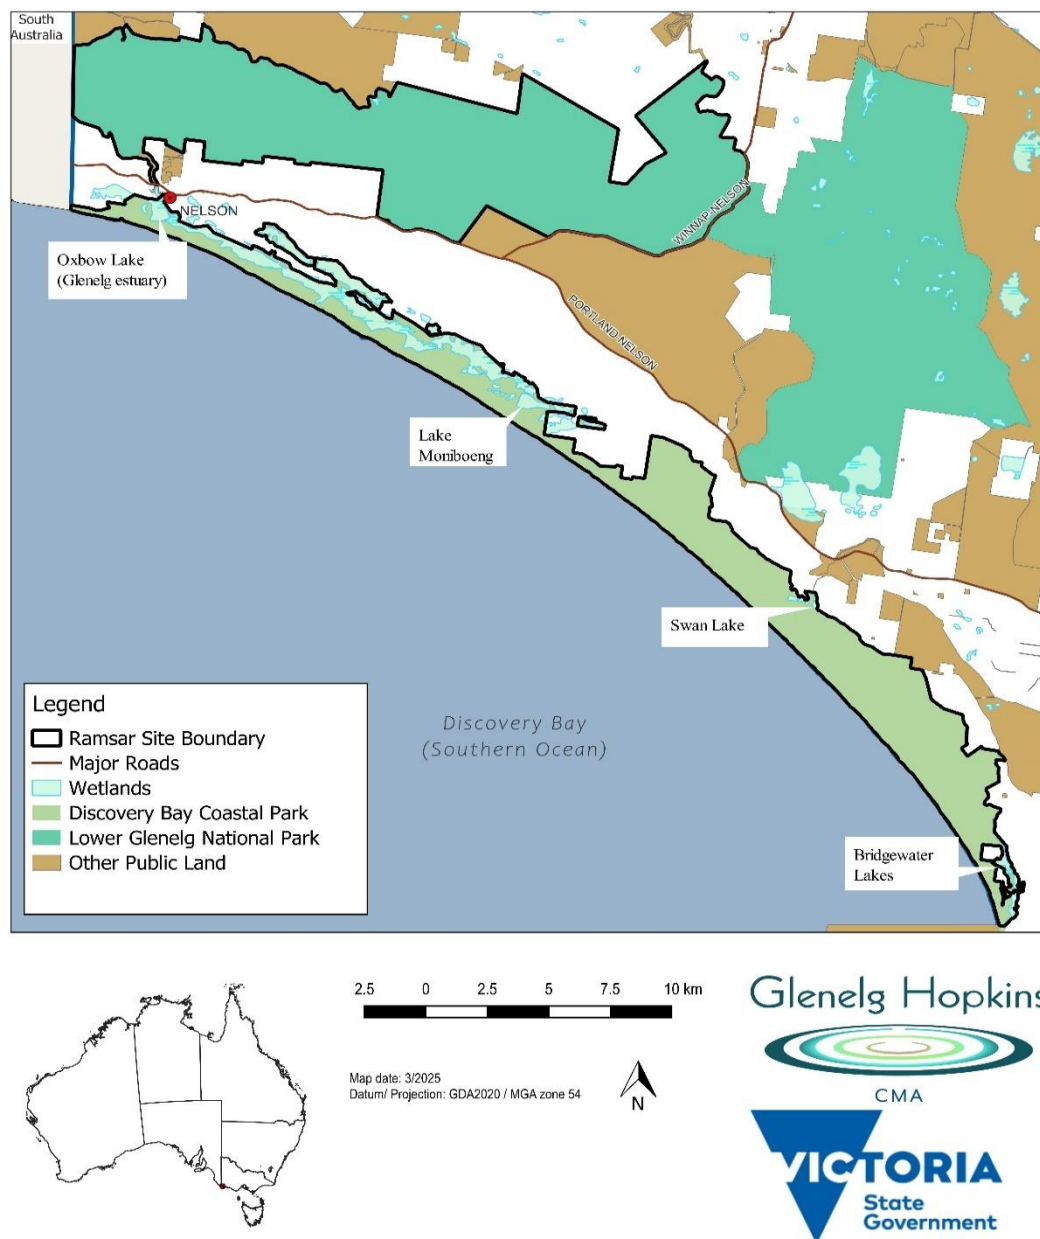 South
Australia
NELSON
WINNAP-NELSON
Oxbow Lake
(Glenelg estuary)
PORTLAND-NELSON
Lake
Moniboeng
Swan Lake
Discovery Bay
(Southern Ocean)
Bridgewater
Lakes
Legend
Ramsar Site Boundary
Major Roads
Wetlands
Discovery Bay Coastal Park
Lower Glenelg National Park
Other Public Land
2.5 0 2.5 5 7.5 10 km
Map date: 3/2025
Datum/ Projection: GDA2020 / MGA zone 54
N
Glenelg Hopkins
CMA
VICTORIA
State
Government